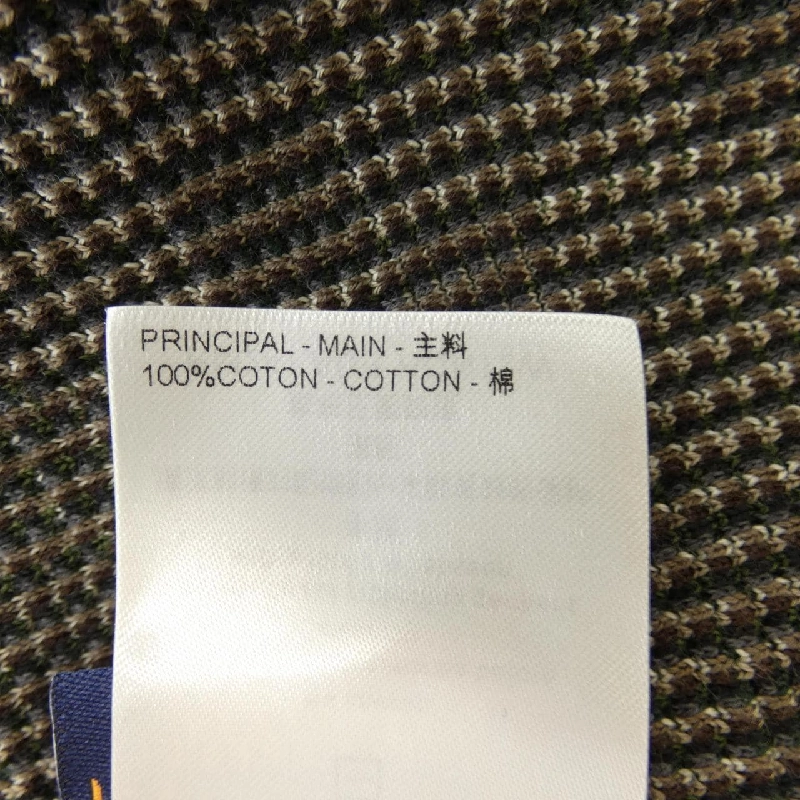 PRINCIPAL - MAIN - 主料
100%COTON - COTTON - 棉